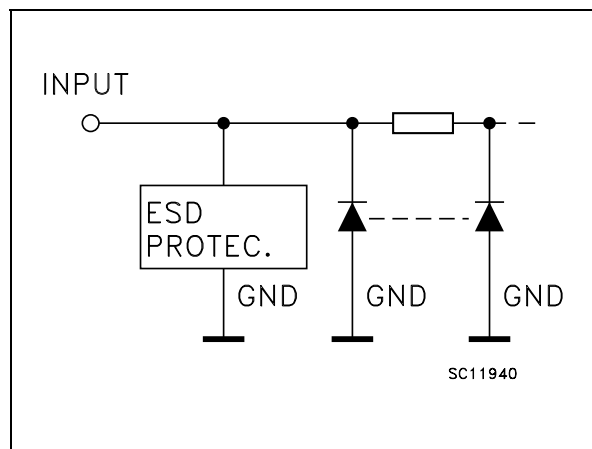 INPUT
ESD
PROTEC.
GND
GND
GND
SC11940